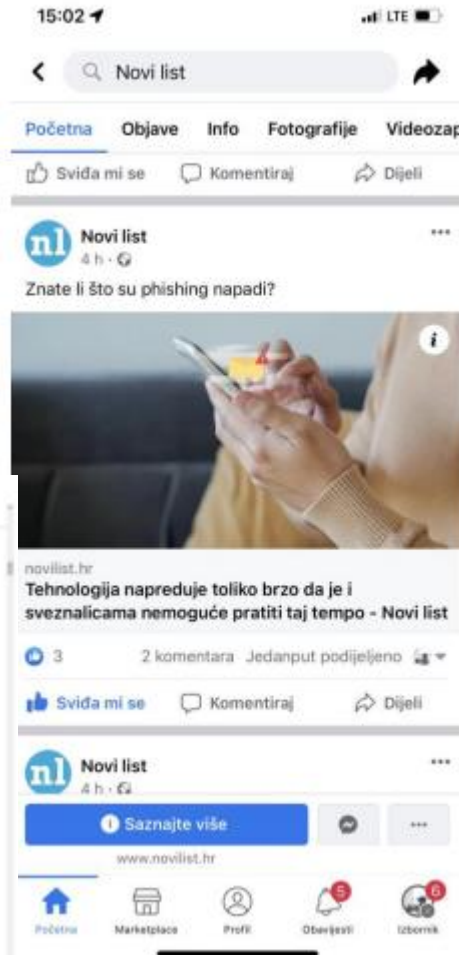 15:02
LTE
Novi list
Početna Objave Info Fotografije Videozap
Sviđa mi se Komentiraj Dijeli
nl
Novi list
4 h
Znate li što su phishing napadi?
i
novilist.hr
Tehnologija napreduje toliko brzo da je i
sveznalicama nemoguće pratiti taj tempo - Novi list
3 2 komentara Jedanput podijeljeno
Sviđa mi se Komentiraj Dijeli
nl
Novi list
4 h
Saznajte više
www.novilist.hr
5 6
Početna Marketplace Profil Obavijesti Izbornik